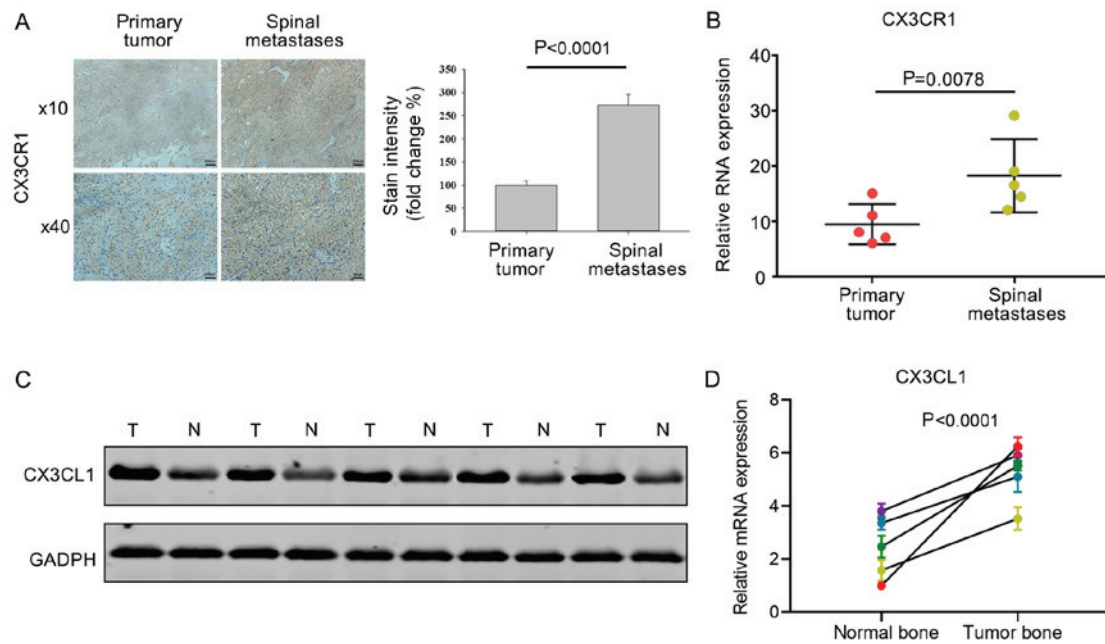 A
Primary
tumor
Spinal
metastases
CX3CR1
x10
x40
Stain intensity
(fold change %)
350
300
250
200
150
100
50
0
P<0.0001
Primary
tumor
Spinal
metastases
B
CX3CR1
Relative RNA expression
40
30
20
10
0
P=0.0078
Primary
tumor
Spinal
metastases
C
T N T N T N T N T N
CX3CL1
GADPH
D
CX3CL1
Relative mRNA expression
8
6
4
2
0
P<0.0001
Normal bone
Tumor bone